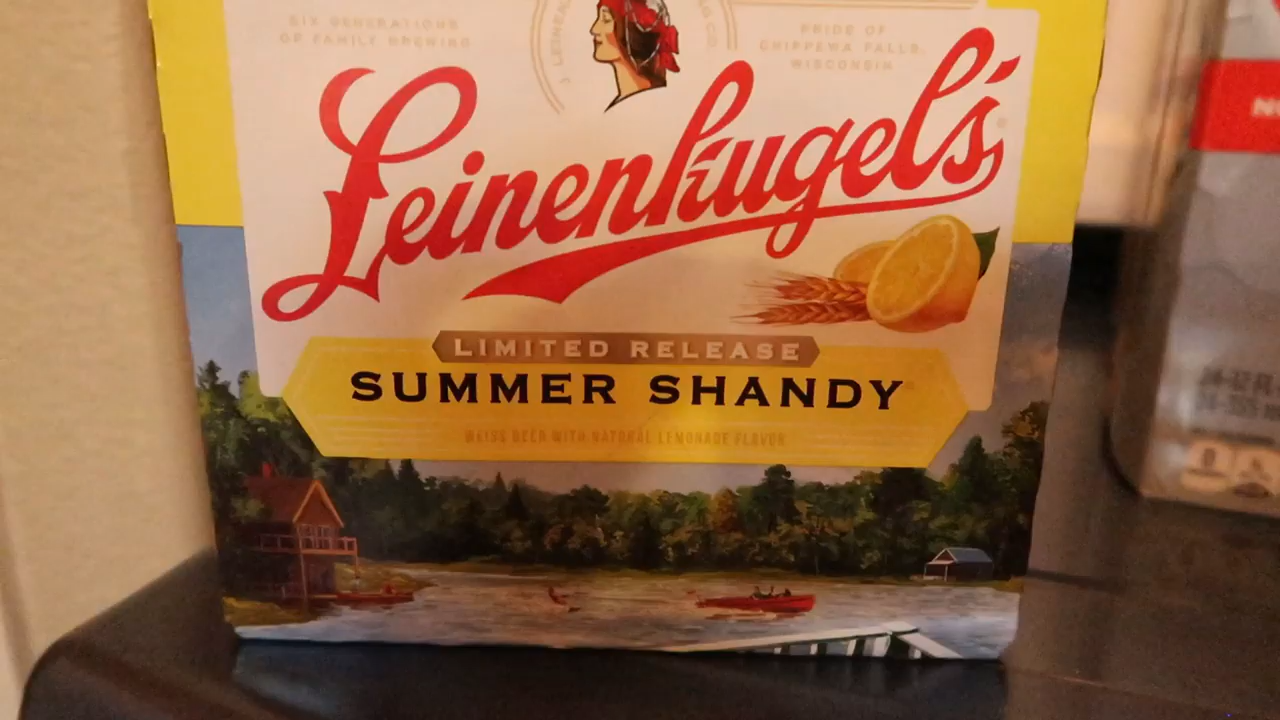 SIX GENERATIONS
OF FAMILY BREWING
PRIDE OF
CHIPPEWA FALLS,
WISCONSIN
Leinenkugel's
LIMITED RELEASE
SUMMER SHANDY
WEISS BEER WITH NATURAL LEMONADE FLAVOR